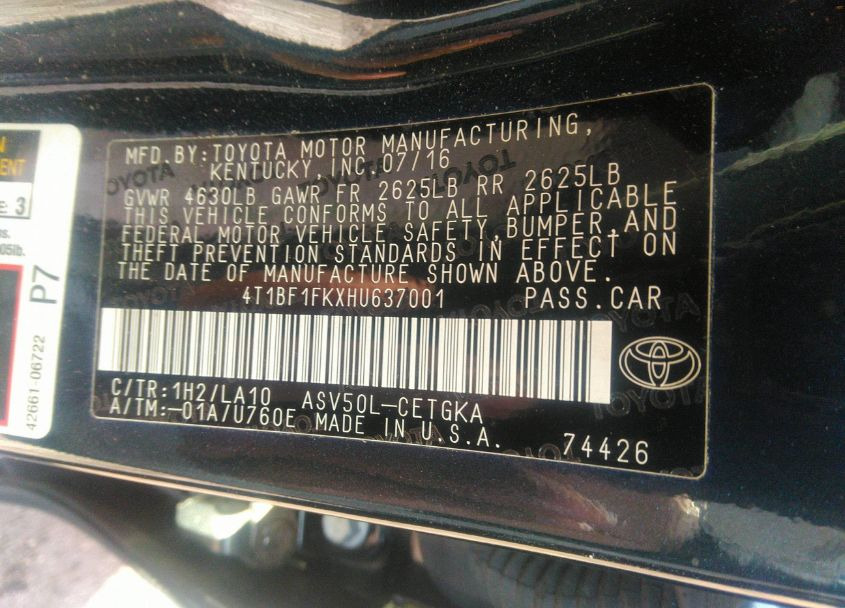 MFD. BY: TOYOTA MOTOR MANUFACTURING,
KENTUCKY, INC. 07/16
GVWR 4630LB GAWR FR 2625LB RR 2625LB
THIS VEHICLE CONFORMS TO ALL APPLICABLE
FEDERAL MOTOR VEHICLE SAFETY, BUMPER, AND
THEFT PREVENTION STANDARDS IN EFFECT ON
THE DATE OF MANUFACTURE SHOWN ABOVE.
4T1BF1FKXHU637001 PASS. CAR
C/TR: 1H2/LA10 ASV50L-CETGKA
A/TM: -01A/U760E MADE IN U.S.A. 74426
TOYOTA
3
P7
42661-06722